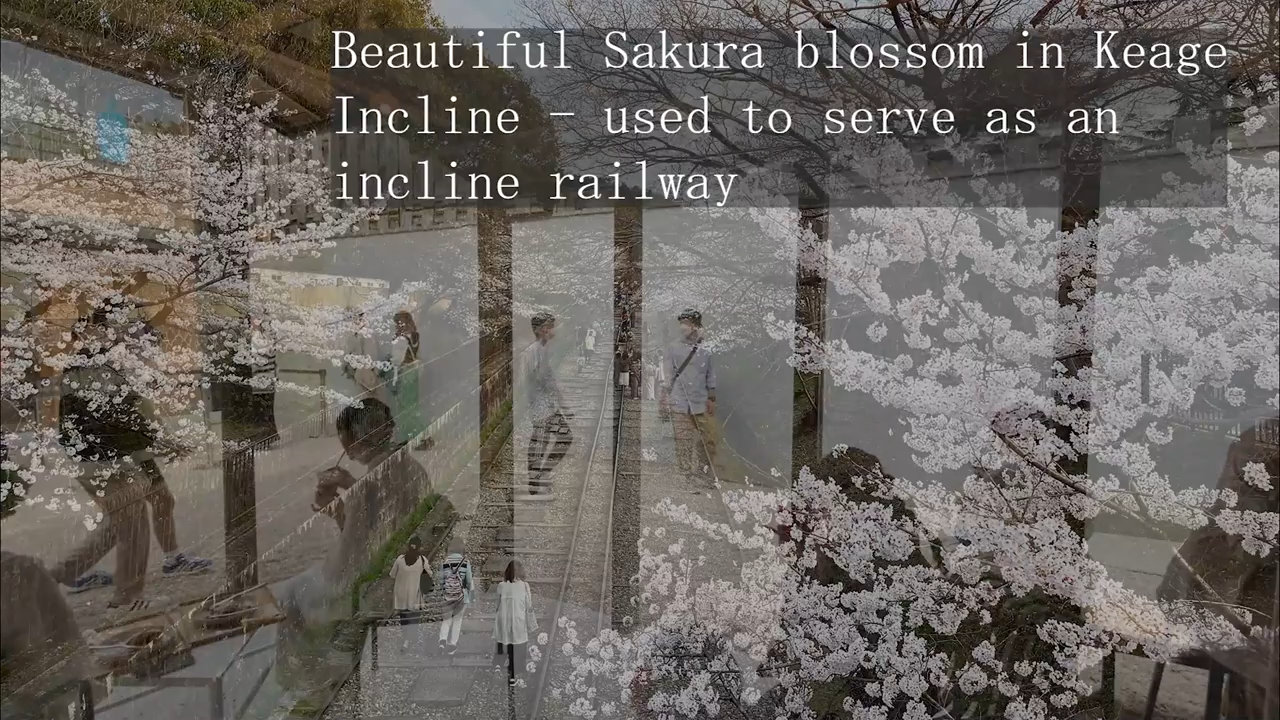 Beautiful Sakura blossom in Keage
Incline - used to serve as an
incline railway